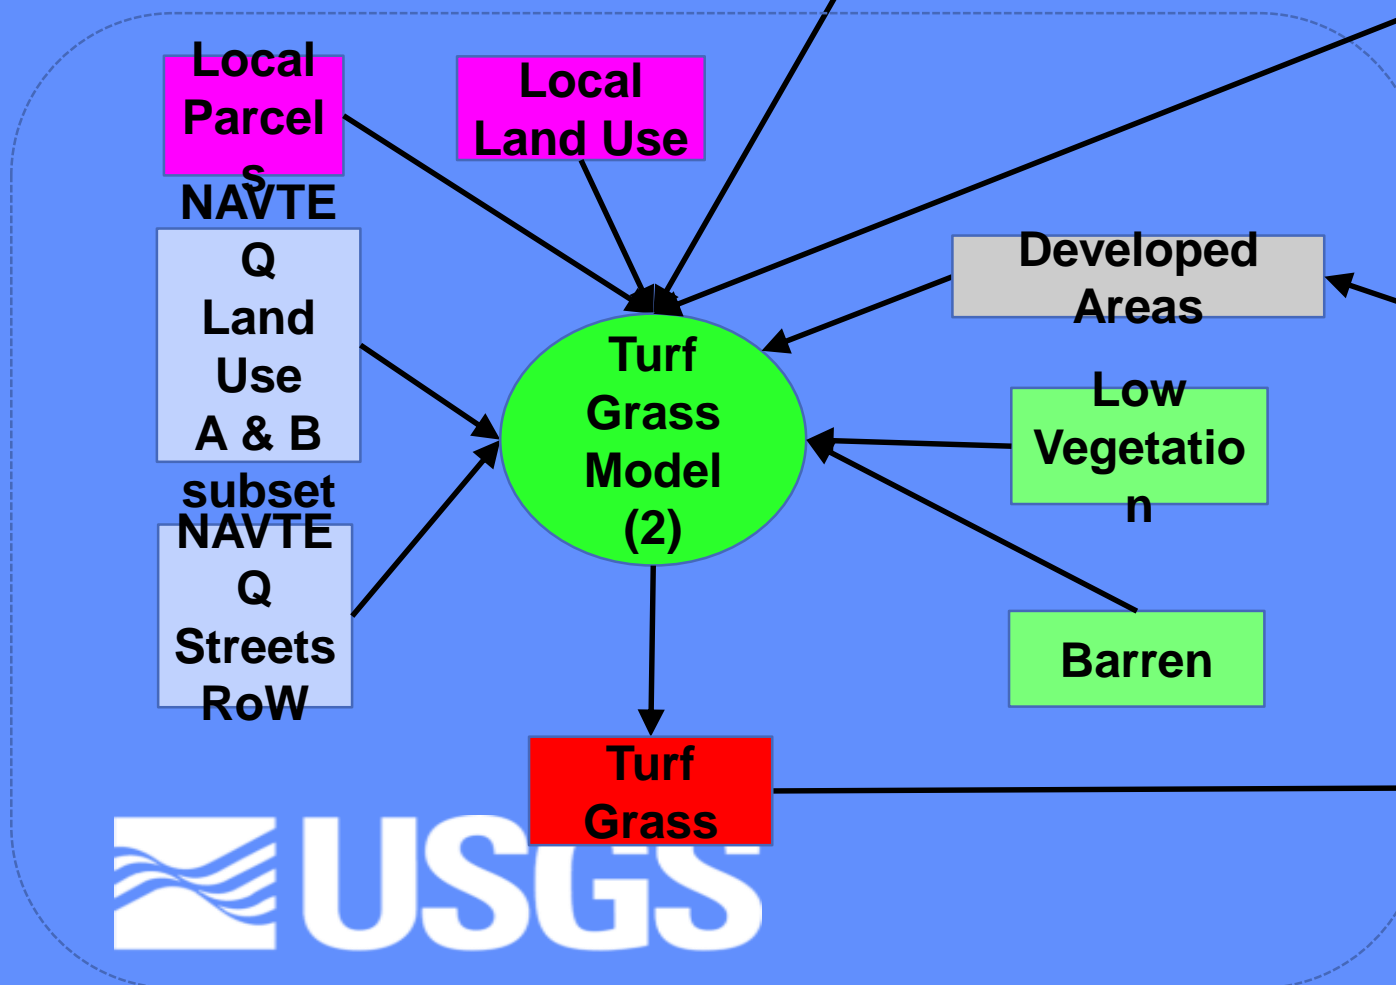 Local
Parcel
s
Local
Land Use
NAVTE
Q
Land
Use
A & B
subset
NAVTE
Q
Streets
RoW
Turf
Grass
Model
(2)
Developed
Areas
Low
Vegetatio
n
Barren
Turf
Grass
USGS